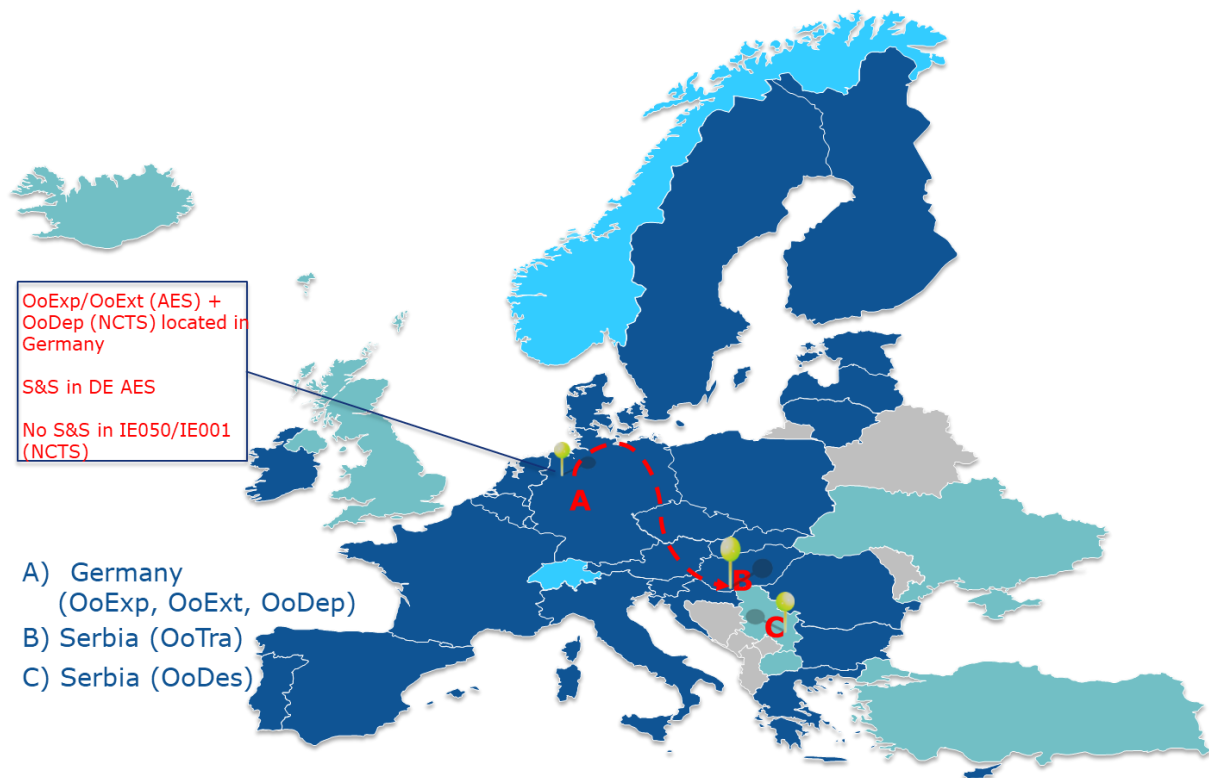 OoExp/OoExt (AES) +
OoDep (NCTS) located in
Germany
S&S in DE AES
No S&S in IE050/IE001
(NCTS)
A
B
C
A) Germany
(OoExp, OoExt, OoDep)
B) Serbia (OoTra)
C) Serbia (OoDes)